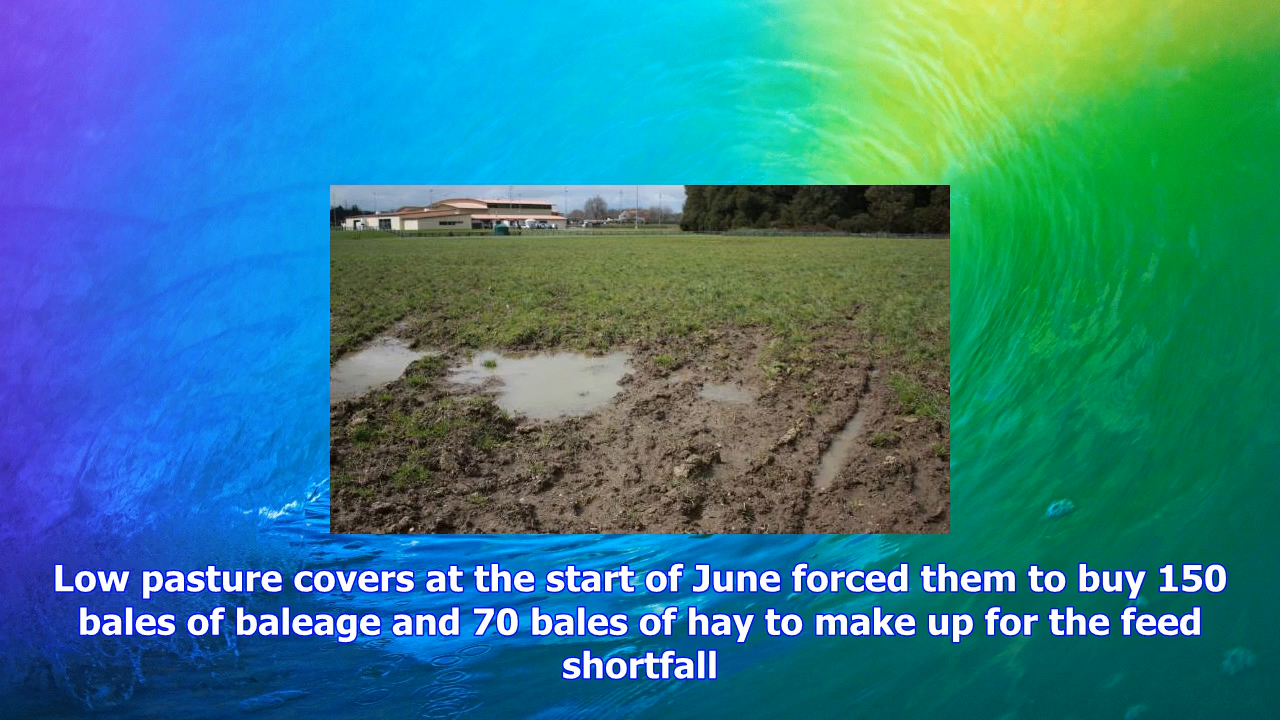 Low pasture covers at the start of June forced them to buy 150
bales of baleage and 70 bales of hay to make up for the feed
shortfall